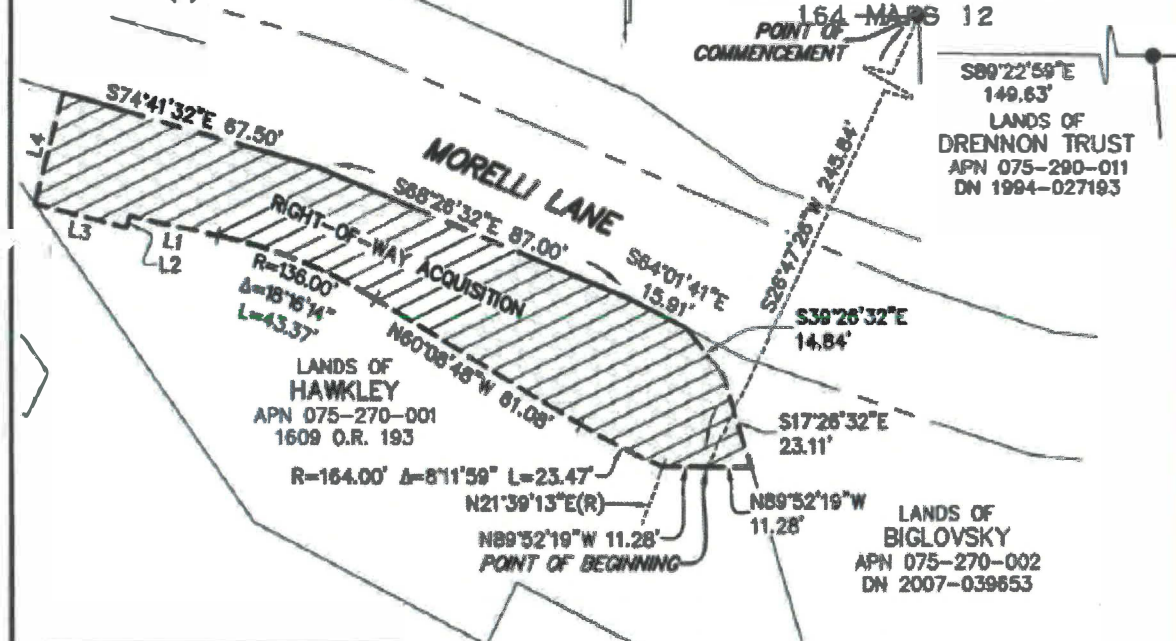 164 MAPS 12
POINT OF
COMMENCEMENT
S89°22'59"E
149.63'
LANDS OF
DRENNON TRUST
APN 075-290-011
DN 1994-027193
S74°41'32"E 67.50'
MORELLI LANE
S26°47'26"W 245.84'
L4
S68°26'32"E 87.00'
RIGHT-OF-WAY ACQUISITION
S64°01'41"E
15.91'
L3
L1
L2
R=136.00'
Δ=18°16'14"
L=43.37'
S39°26'32"E
14.84'
N60°08'48"W 61.08'
LANDS OF
HAWKLEY
APN 075-270-001
1609 O.R. 193
S17°26'32"E
23.11'
R=164.00' Δ=8°11'59" L=23.47'
N21°39'13"E(R)
N89°52'19"W
11.28'
N89°52'19"W 11.28'
POINT OF BEGINNING
LANDS OF
BIGLOVSKY
APN 075-270-002
DN 2007-039653